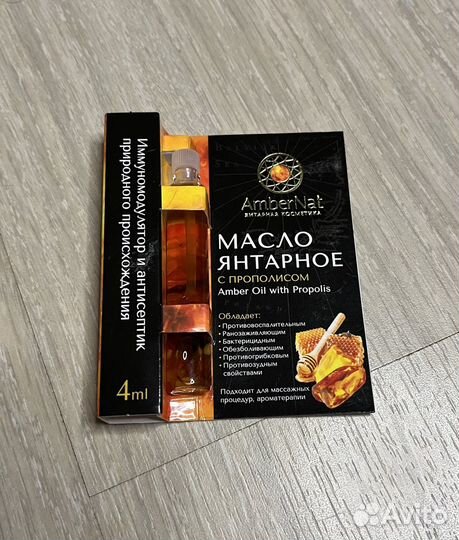 Иммуномодулятор и антисептик
природного происхождения
4ml
AmberNat
ЯНТАРНАЯ КОСМЕТИКА
МАСЛО
ЯНТАРНОЕ
С ПРОПОЛИСОМ
Amber Oil with Propolis
Обладает:
• Противовоспалительным
• Ранозаживляющим
• Бактерицидным
• Обезболивающим
• Противогрибковым
• Противозудным
свойствами
Подходит для массажных
процедур, ароматерапии
Avito